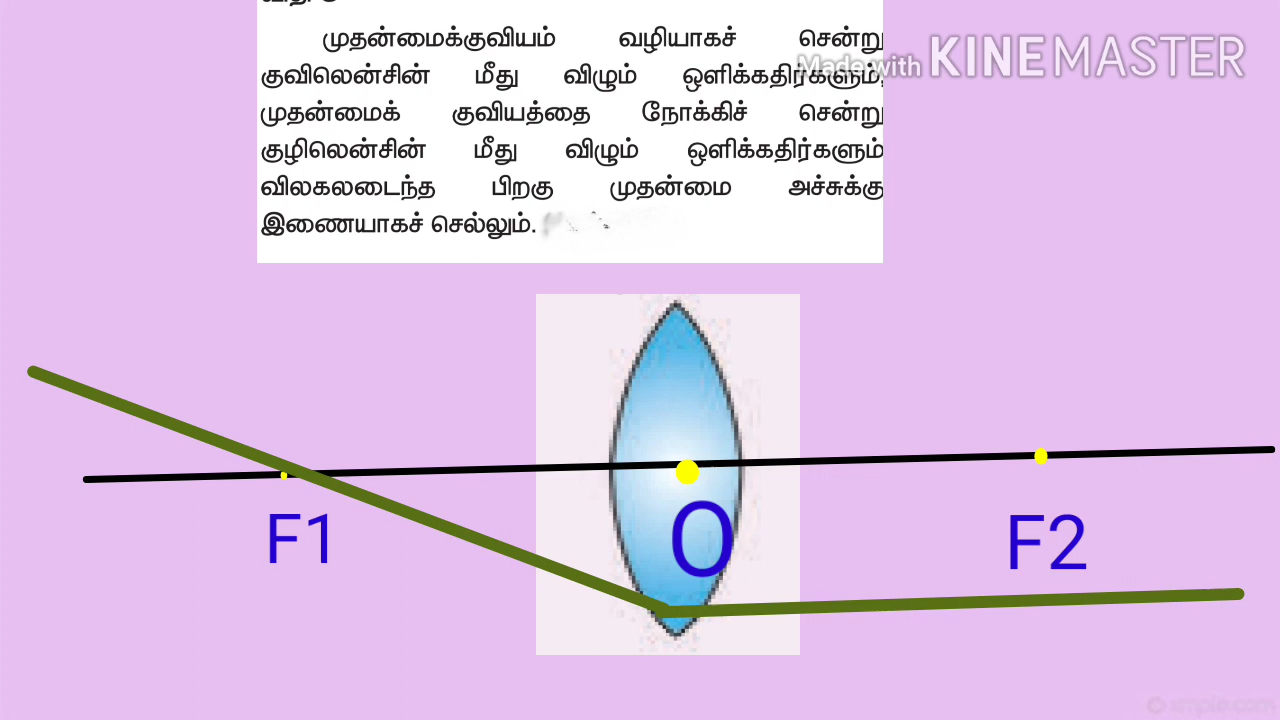 முதன்மைக்குவியம் வழியாகச் சென்று
குவிலென்சின் மீது விழும் ஒளிக்கதிர்களும்,
முதன்மைக் குவியத்தை நோக்கிச் சென்று
குழிலென்சின் மீது விழும் ஒளிக்கதிர்களும்
விலகலடைந்த பிறகு முதன்மை அச்சுக்கு
இணையாகச் செல்லும்.
Made with KINEMASTER
F1
O
F2